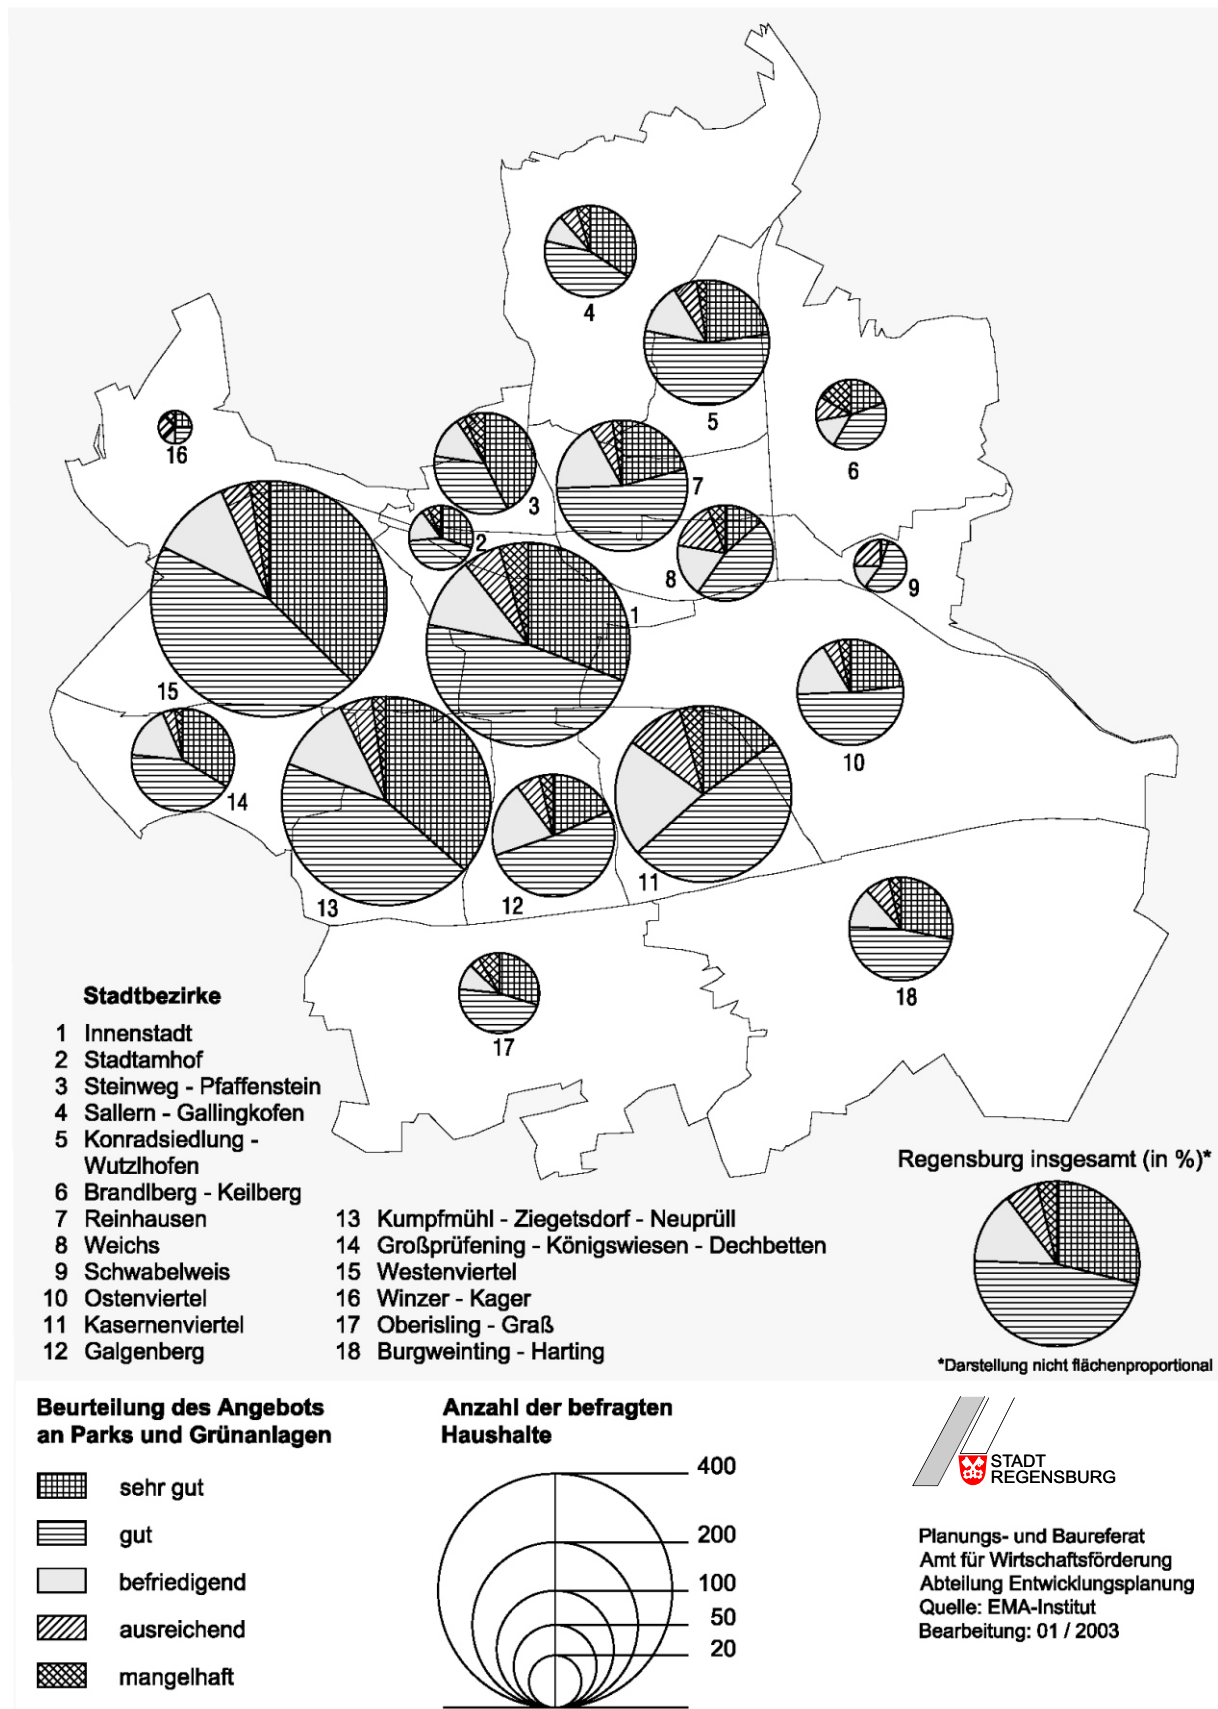 4
5
6
16
3
7
2
8
9
1
15
10
14
13
12
11
18
17
Stadtbezirke
1 Innenstadt
2 Stadtamhof
3 Steinweg - Pfaffenstein
4 Sallern - Gallingkofen
5 Konradsiedlung -
Wutzlhofen
6 Brandlberg - Keilberg
7 Reinhausen
8 Weichs
9 Schwabelweis
10 Ostenviertel
11 Kasernenviertel
12 Galgenberg
13 Kumpfmühl - Ziegetsdorf - Neuprüll
14 Großprüfening - Königswiesen - Dechbetten
15 Westenviertel
16 Winzer - Kager
17 Oberisling - Graß
18 Burgweinting - Harting
Regensburg insgesamt (in %)*
*Darstellung nicht flächenproportional
Beurteilung des Angebots
an Parks und Grünanlagen
sehr gut
gut
befriedigend
ausreichend
mangelhaft
Anzahl der befragten
Haushalte
400
200
100
50
20
STADT
REGENSBURG
Planungs- und Baureferat
Amt für Wirtschaftsförderung
Abteilung Entwicklungsplanung
Quelle: EMA-Institut
Bearbeitung: 01 / 2003